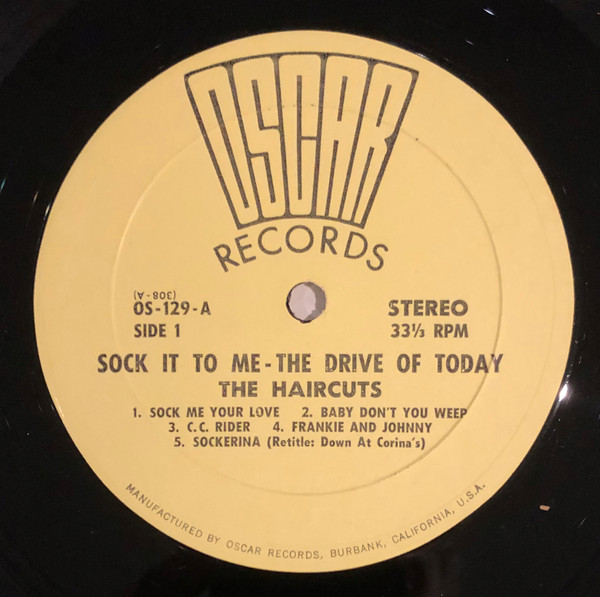 OSCAR
RECORDS
(308 - A)
OS-129-A
SIDE 1
STEREO
33⅓ RPM
SOCK IT TO ME - THE DRIVE OF TODAY
THE HAIRCUTS
1. SOCK ME YOUR LOVE 2. BABY DON'T YOU WEEP
3. C.C. RIDER 4. FRANKIE AND JOHNNY
5. SOCKERINA (Retitle: Down At Corina's)
MANUFACTURED BY OSCAR RECORDS, BURBANK, CALIFORNIA, U.S.A.